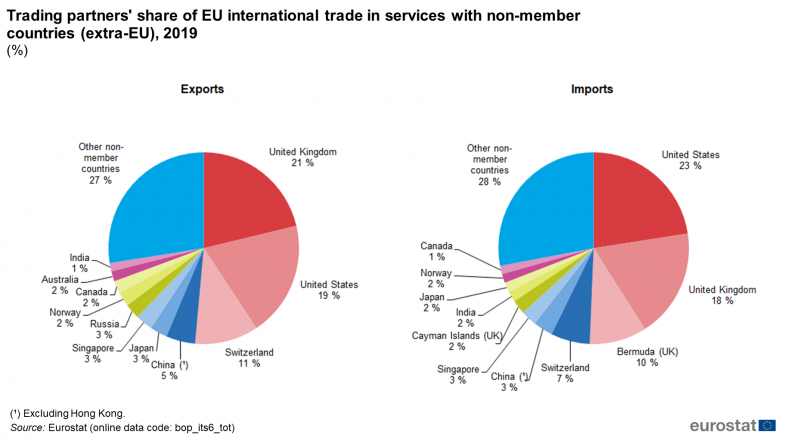 Trading partners' share of EU international trade in services with non-member
countries (extra-EU), 2019
(%)
Exports
Other non-
member
countries
27 %
United Kingdom
21 %
United States
19 %
Switzerland
11 %
China (¹)
5 %
Japan
3 %
Singapore
3 %
Russia
3 %
Norway
2 %
Canada
2 %
Australia
2 %
India
1 %
Imports
Other non-
member
countries
28 %
United States
23 %
United Kingdom
18 %
Bermuda (UK)
10 %
Switzerland
7 %
China (¹)
3 %
Singapore
3 %
Cayman Islands (UK)
2 %
India
2 %
Japan
2 %
Norway
2 %
Canada
1 %
(¹) Excluding Hong Kong.
Source: Eurostat (online data code: bop_its6_tot)
eurostat